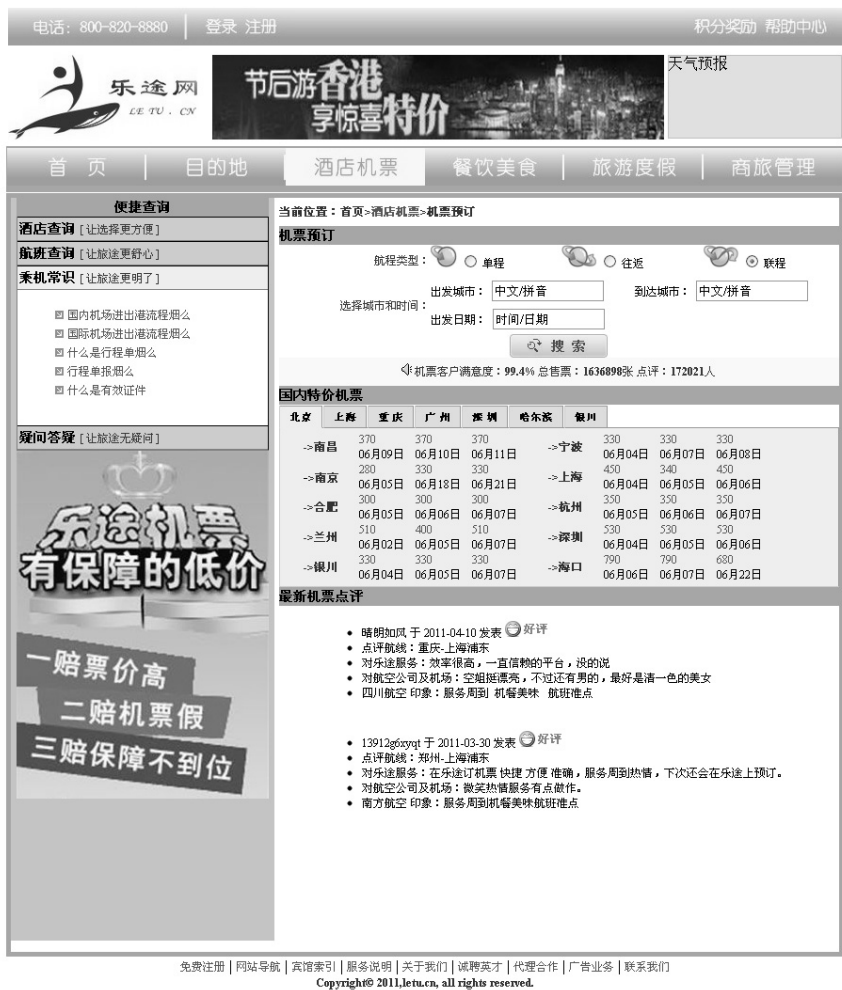 电话: 800-820-8880 | 登录 注册 积分奖励 帮助中心
乐途网
LETU.CN
节后游香港
享惊喜特价
天气预报
首 页 | 目的地 酒店机票 餐饮美食 | 旅游度假 | 商旅管理
便捷查询
酒店查询 [让选择更方便]
航班查询 [让旅途更舒心]
乘机常识 [让旅途更明了]
国内机场进出港流程烟么
国际机场进出港流程烟么
什么是行程单烟么
行程单报烟么
什么是有效证件
疑问答疑 [让旅途无疑问]
乐途机票
有保障的低价
一赔票价高
二赔机票假
三赔保障不到位
当前位置：首页>酒店机票>机票预订
机票预订
航程类型： 单程 往返 联程
选择城市和时间：
出发城市： 中文/拼音 到达城市： 中文/拼音
出发日期： 时间/日期
搜 索
机票客户满意度：99.4% 总售票：1636898张 点评：172021人
国内特价机票
北京 上海 重庆 广州 深圳 哈尔滨 银川
->南昌 370 370 370 ->宁波 330 330 330
06月09日 06月10日 06月11日 06月04日 06月07日 06月08日
->南京 280 330 330 ->上海 450 340 450
06月05日 06月18日 06月21日 06月04日 06月05日 06月06日
->合肥 300 300 300 ->杭州 350 350 350
06月05日 06月06日 06月07日 06月05日 06月06日 06月07日
->兰州 510 400 510 ->深圳 530 530 530
06月02日 06月05日 06月07日 06月04日 06月05日 06月06日
->银川 330 330 330 ->海口 790 790 680
06月04日 06月05日 06月07日 06月06日 06月07日 06月22日
最新机票点评
晴朗如风 于 2011-04-10 发表 好评
点评航线：重庆-上海浦东
对乐途服务：效率很高，一直信赖的平台，没的说
对航空公司及机场：空姐挺漂亮，不过还有男的，最好是清一色的美女
四川航空 印象：服务周到 机餐美味 航班准点
13912g6xyqt 于 2011-03-30 发表 好评
点评航线：郑州-上海浦东
对乐途服务：在乐途订机票 快捷 方便 准确，服务周到热情，下次还会在乐途上预订。
对航空公司及机场：微笑热情服务有点做作。
南方航空 印象：服务周到机餐美味航班准点
免费注册 | 网站导航 | 宾馆索引 | 服务说明 | 关于我们 | 诚聘英才 | 代理合作 | 广告业务 | 联系我们
Copyright© 2011,letu.cn, all rights reserved.